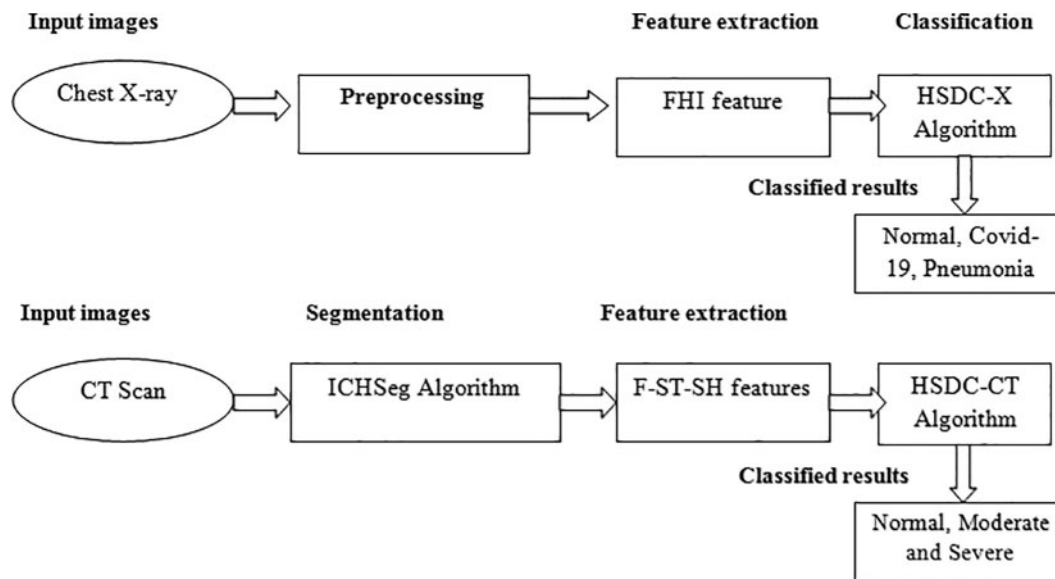 Input images
Feature extraction
Classification
Chest X-ray
Preprocessing
FHI feature
HSDC-X
Algorithm
Classified results
Normal, Covid-
19, Pneumonia
Input images
Segmentation
Feature extraction
CT Scan
ICHSeg Algorithm
F-ST-SH features
HSDC-CT
Algorithm
Classified results
Normal, Moderate
and Severe